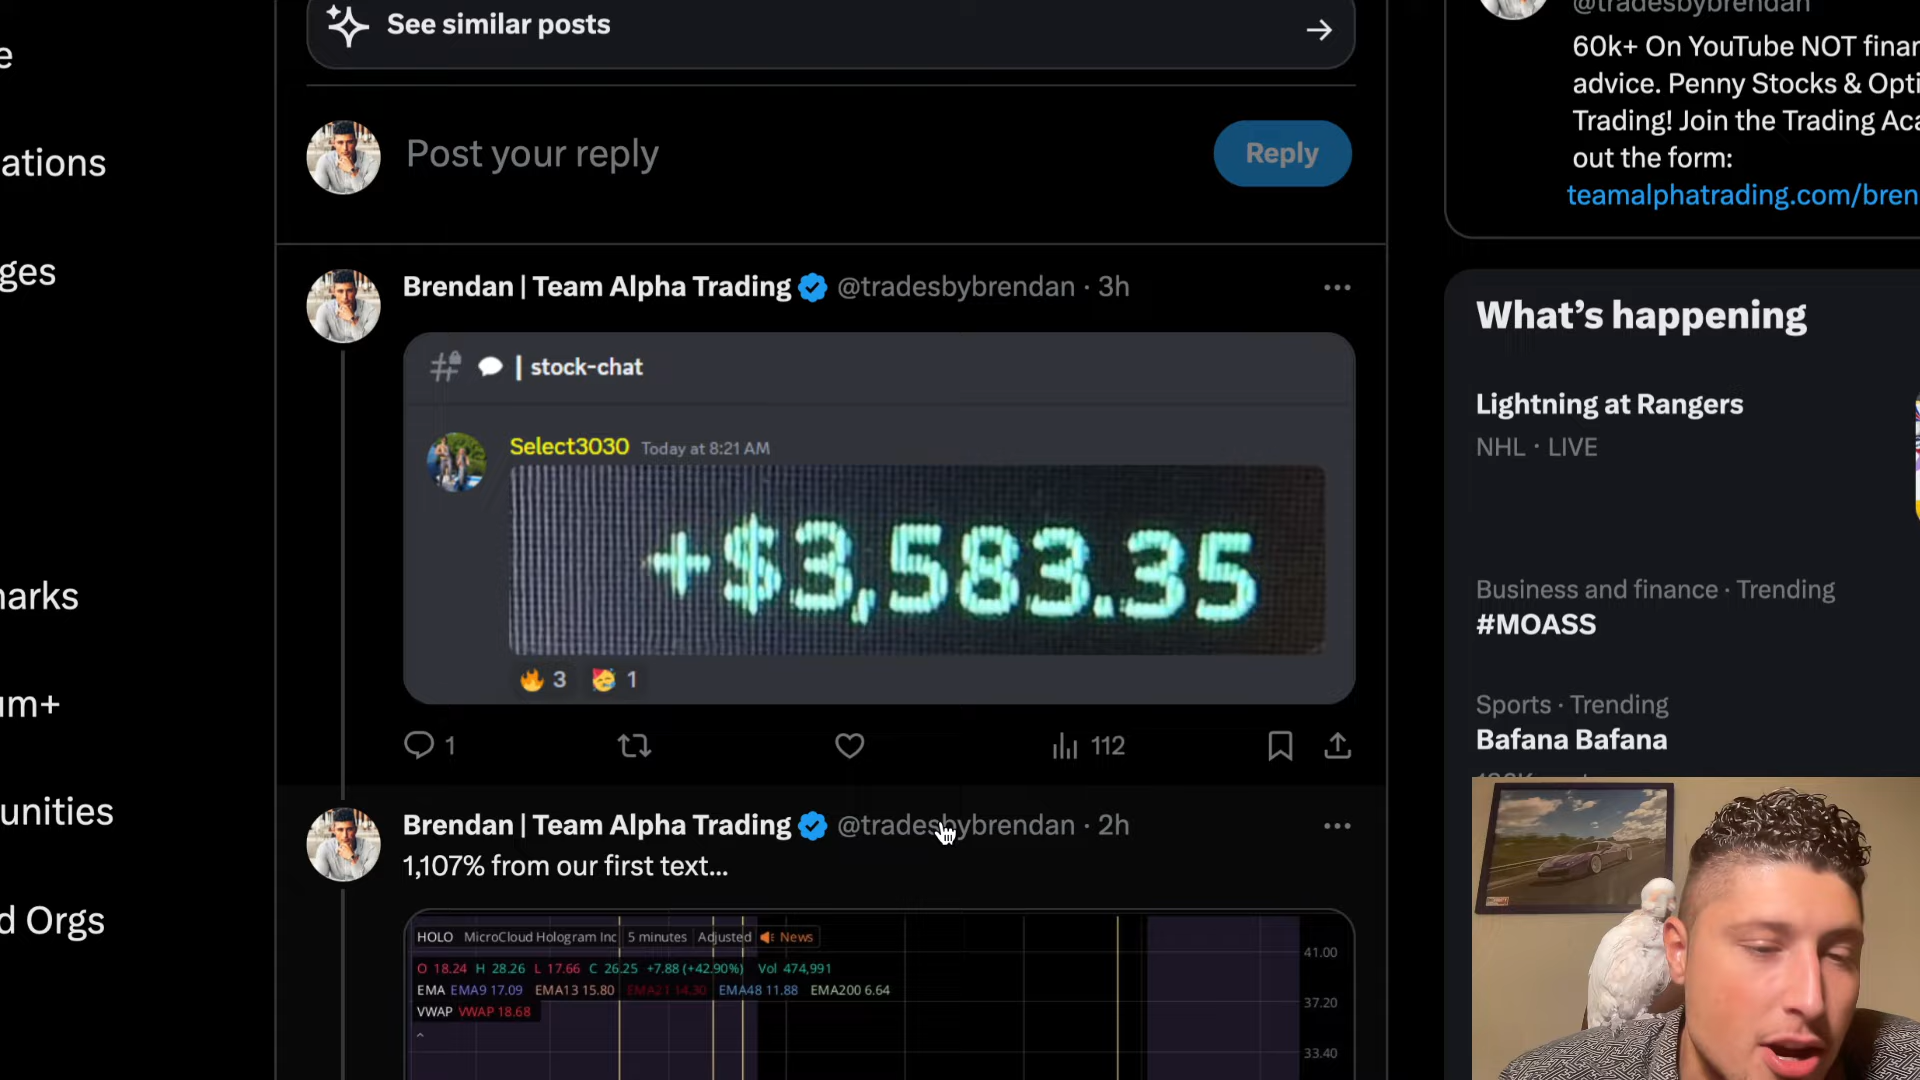 See similar posts
Post your reply
Reply
Brendan | Team Alpha Trading @tradesbybrendan · 3h
| stock-chat
Select3030 Today at 8:21 AM
+$3,583.35
3 1
1 112
Brendan | Team Alpha Trading @tradesbybrendan · 2h
1,107% from our first text...
HOLO MicroCloud Hologram Inc 5 minutes Adjusted News
O 18.24 H 28.26 L 17.66 C 26.25 +7.88 (+42.90%) Vol 474,991
EMA EMA9 17.09 EMA13 15.80 EMA21 14.30 EMA48 11.88 EMA200 6.64
VWAP VWAP 18.68
41.00
37.20
33.40
e
ations
ges
arks
um+
unities
d Orgs
@tradesbybrendan
60k+ On YouTube NOT finan
advice. Penny Stocks & Opti
Trading! Join the Trading Aca
out the form:
teamalphatrading.com/bren
What's happening
Lightning at Rangers
NHL · LIVE
Business and finance · Trending
#MOASS
Sports · Trending
Bafana Bafana